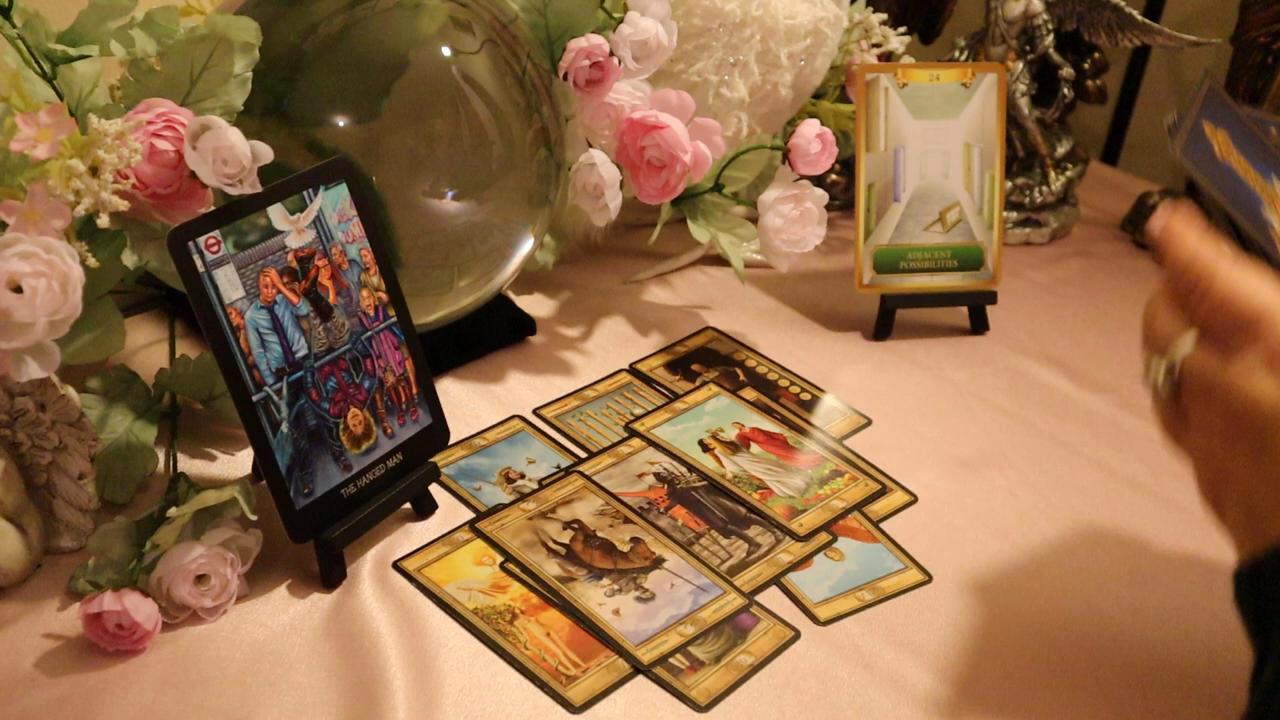 THE HANGED MAN
24
ADJACENT
POSSIBILITIES